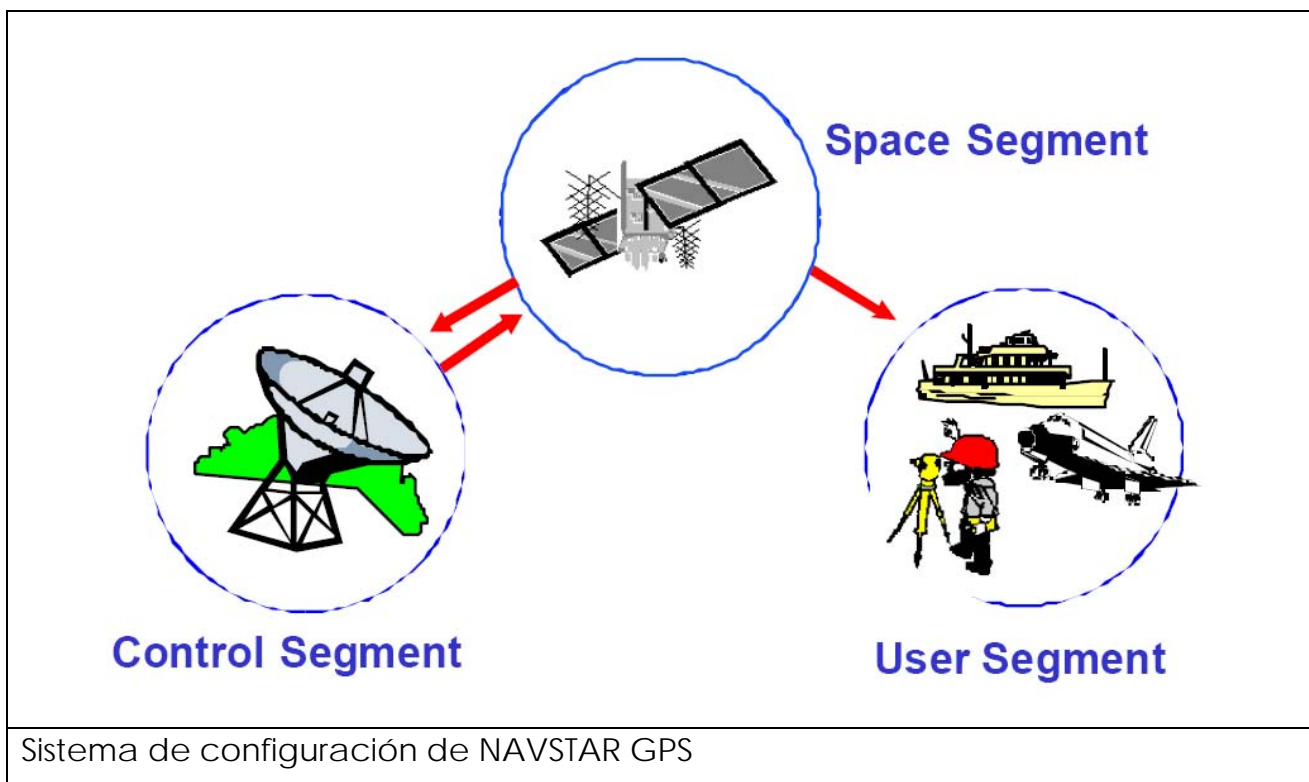 Space Segment
Control Segment
User Segment
Sistema de configuración de NAVSTAR GPS